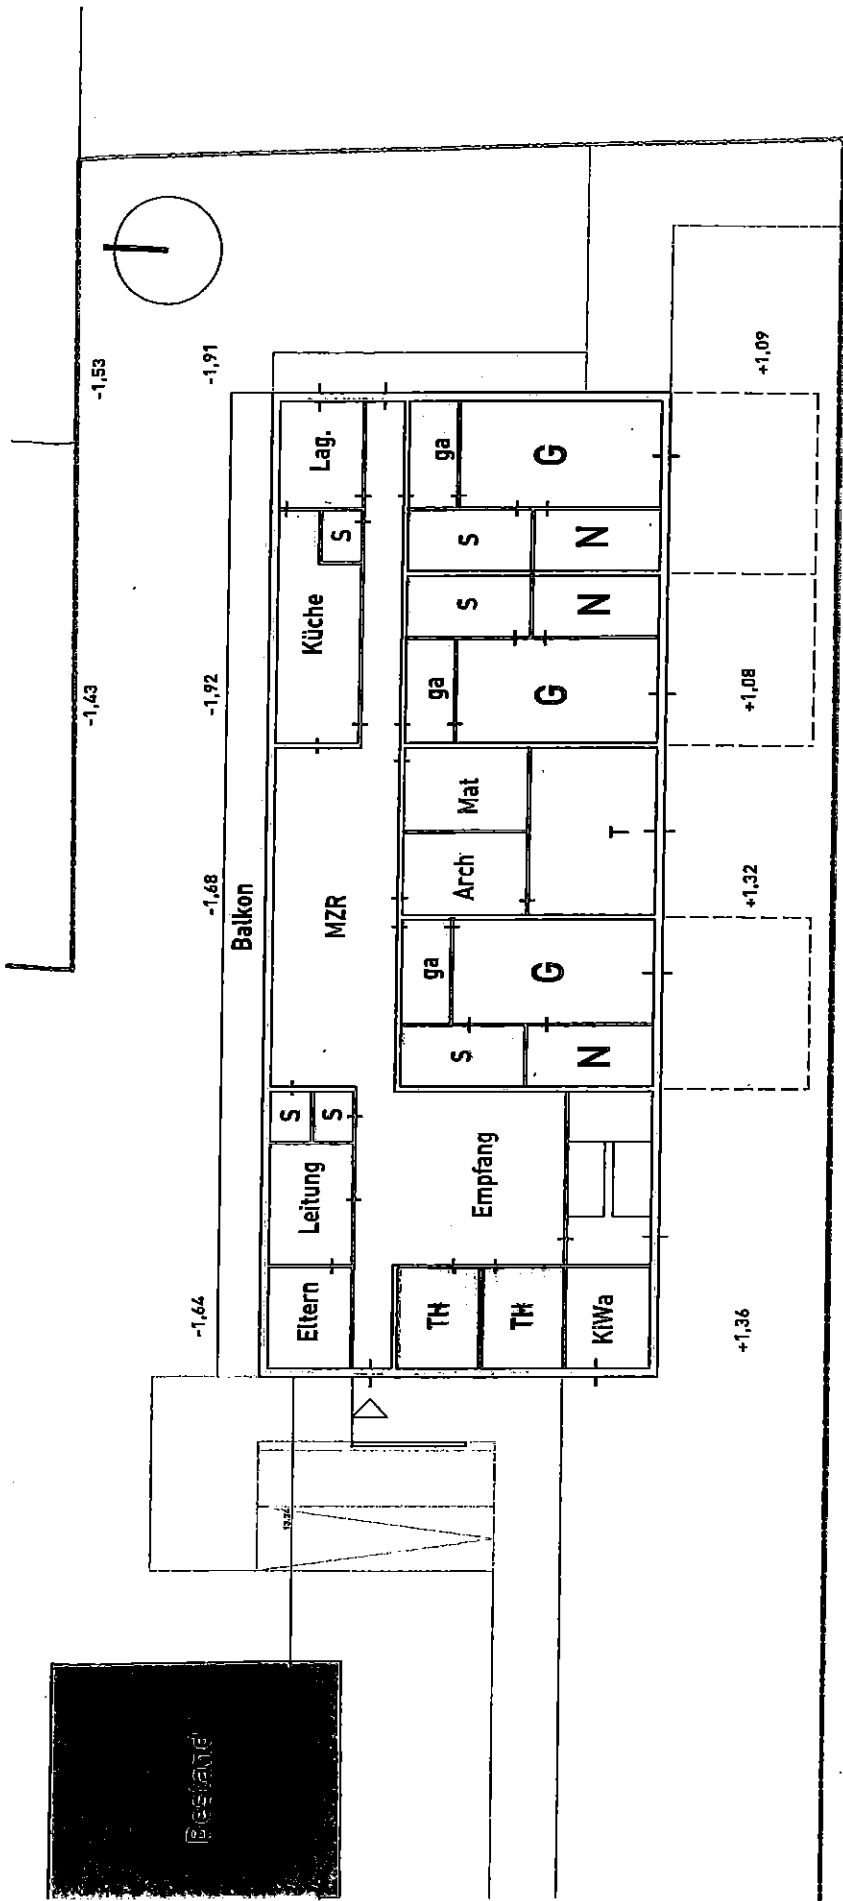 -1,53
-1,91
+1,09
Lag.
ga
G
S
S
N
Küche
S
N
-1,43
-1,92
ga
G
+1,08
Mat
T
-1,68
Balkon
MZR
Arch
+1,32
ga
G
S
N
S
S
Leitung
Empfang
-1,64
Eltern
TH
TH
KiWa
+1,36
Bestand